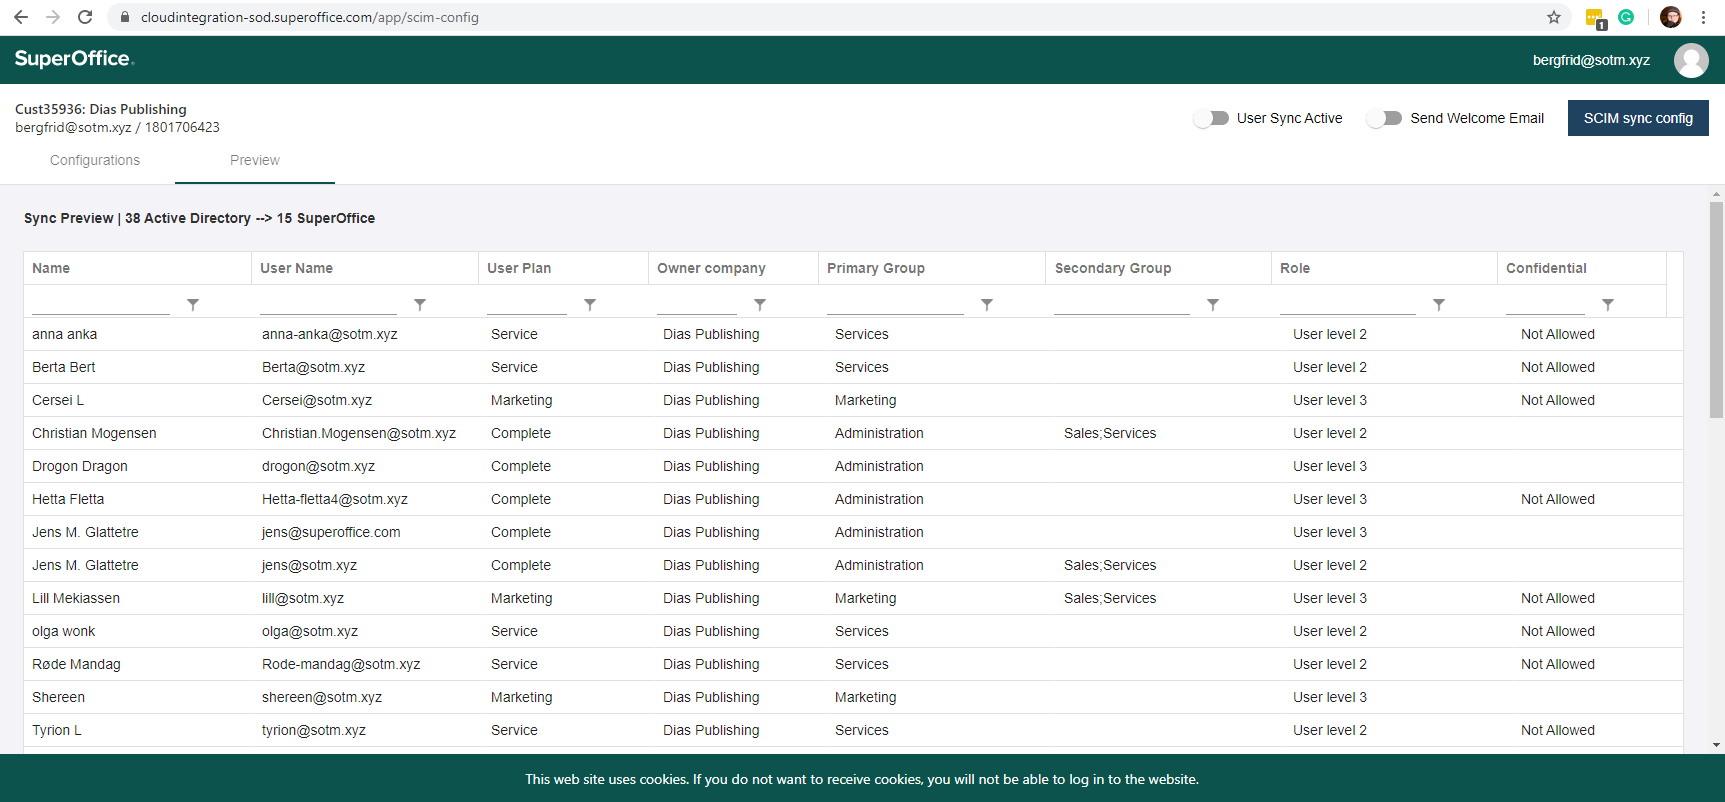 cloudintegration-sod.superoffice.com/app/scim-config
1
SuperOffice.
bergfrid@sotm.xyz
Cust35936: Dias Publishing
bergfrid@sotm.xyz / 1801706423
User Sync Active
Send Welcome Email
SCIM sync config
Configurations
Preview
Sync Preview | 38 Active Directory --> 15 SuperOffice
Name User Name User Plan Owner company Primary Group Secondary Group Role Confidential
anna anka anna-anka@sotm.xyz Service Dias Publishing Services User level 2 Not Allowed
Berta Bert Berta@sotm.xyz Service Dias Publishing Services User level 2 Not Allowed
Cersei L Cersei@sotm.xyz Marketing Dias Publishing Marketing User level 3 Not Allowed
Christian Mogensen Christian.Mogensen@sotm.xyz Complete Dias Publishing Administration Sales;Services User level 2
Drogon Dragon drogon@sotm.xyz Complete Dias Publishing Administration User level 3
Hetta Fletta Hetta-fletta4@sotm.xyz Complete Dias Publishing Administration User level 3 Not Allowed
Jens M. Glattetre jens@superoffice.com Complete Dias Publishing Administration User level 3
Jens M. Glattetre jens@sotm.xyz Complete Dias Publishing Administration Sales;Services User level 2
Lill Mekiassen lill@sotm.xyz Marketing Dias Publishing Marketing Sales;Services User level 3 Not Allowed
olga wonk olga@sotm.xyz Service Dias Publishing Services User level 2 Not Allowed
Røde Mandag Rode-mandag@sotm.xyz Service Dias Publishing Services User level 2 Not Allowed
Shereen shereen@sotm.xyz Marketing Dias Publishing Marketing User level 3
Tyrion L tyrion@sotm.xyz Service Dias Publishing Services User level 2 Not Allowed
This web site uses cookies. If you do not want to receive cookies, you will not be able to log in to the website.